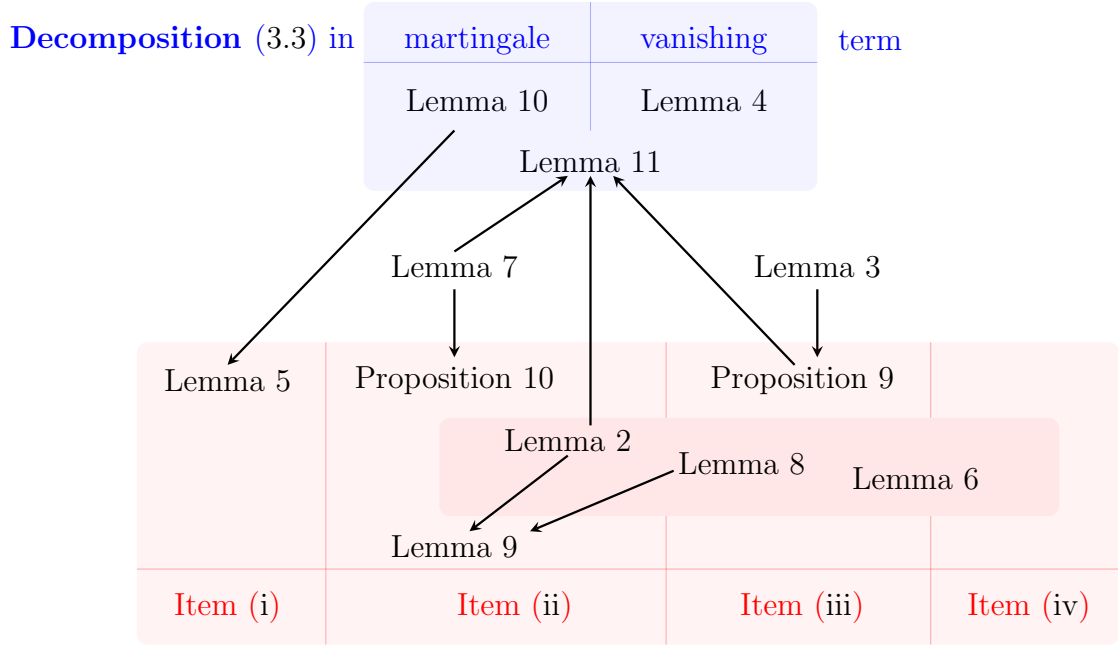 Decomposition (3.3) in martingale vanishing term
Lemma 10 Lemma 4
Lemma 11
Lemma 7 Lemma 3
Lemma 5 Proposition 10 Proposition 9
Lemma 2
Lemma 8
Lemma 6
Lemma 9
Item (i) Item (ii) Item (iii) Item (iv)